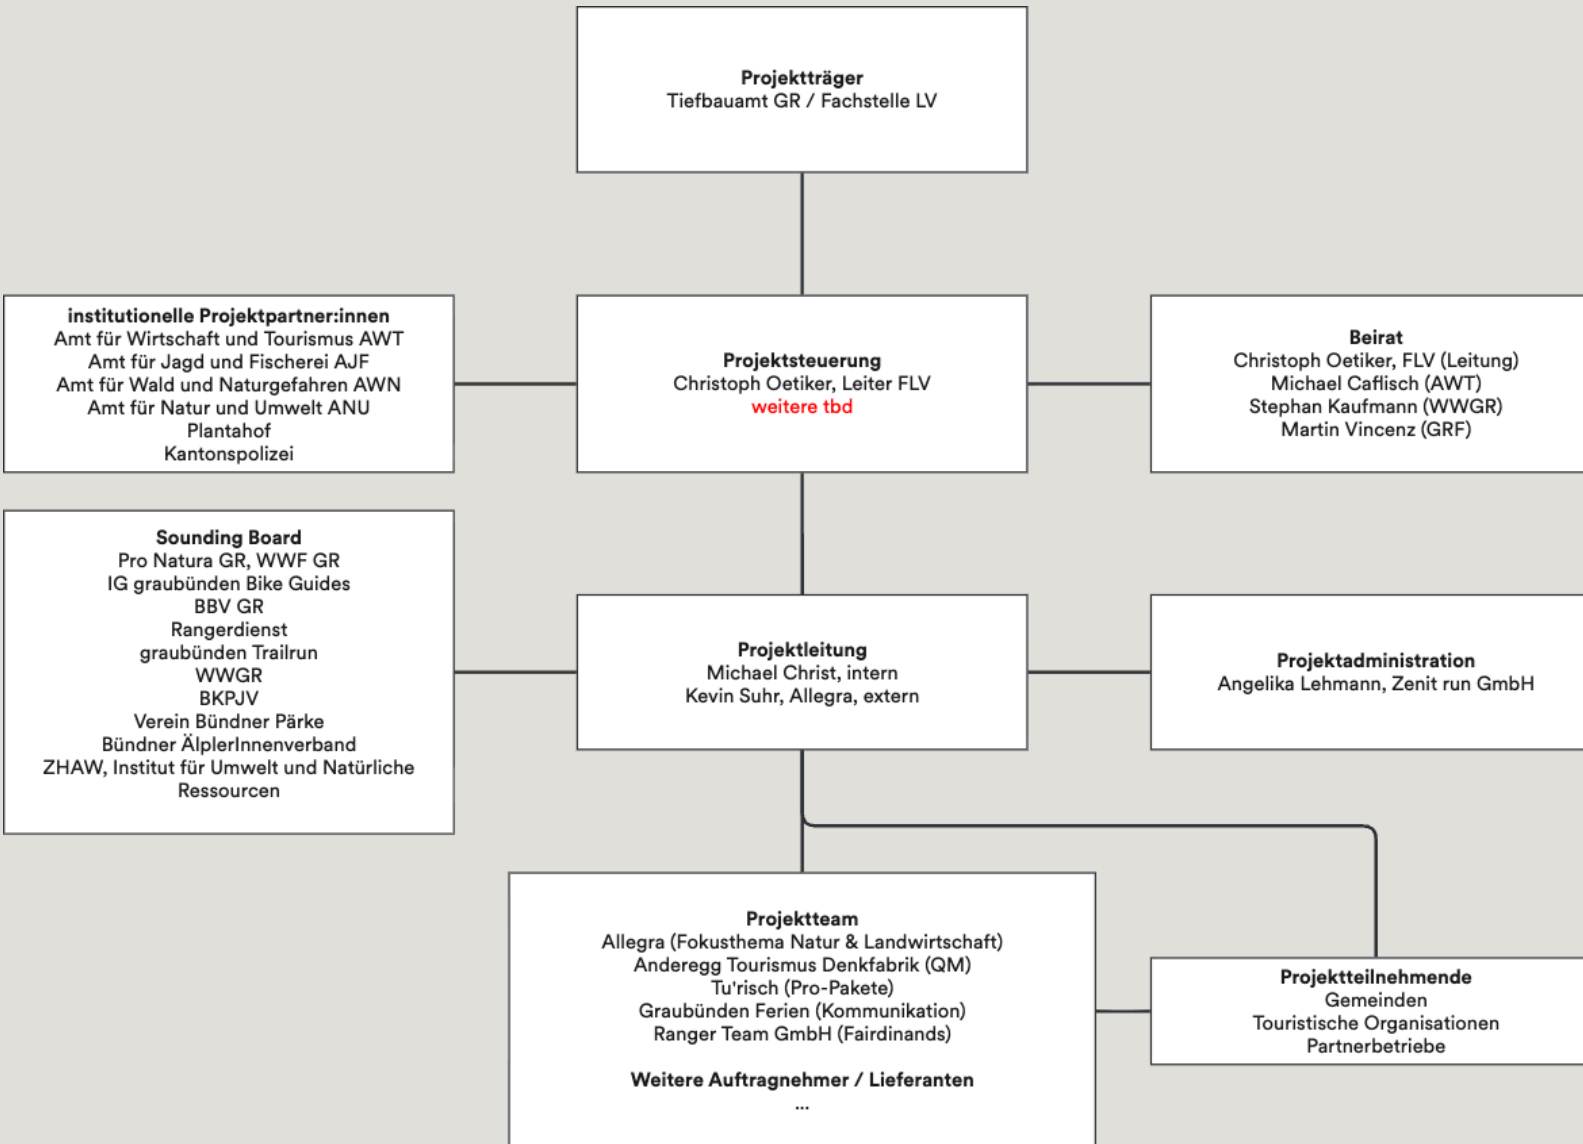 Projektträger
Tiefbauamt GR / Fachstelle LV
institutionelle Projektpartner:innen
Amt für Wirtschaft und Tourismus AWT
Amt für Jagd und Fischerei AJF
Amt für Wald und Naturgefahren AWN
Amt für Natur und Umwelt ANU
Plantahof
Kantonspolizei
Projektsteuerung
Christoph Oetiker, Leiter FLV
weitere tbd
Beirat
Christoph Oetiker, FLV (Leitung)
Michael Caflisch (AWT)
Stephan Kaufmann (WWGR)
Martin Vincenz (GRF)
Sounding Board
Pro Natura GR, WWF GR
IG graubünden Bike Guides
BBV GR
Rangerdienst
graubünden Trailrun
WWGR
BKPJV
Verein Bündner Pärke
Bündner ÄlplerInnenverband
ZHAW, Institut für Umwelt und Natürliche
Ressourcen
Projektleitung
Michael Christ, intern
Kevin Suhr, Allegra, extern
Projektadministration
Angelika Lehmann, Zenit run GmbH
Projektteam
Allegra (Fokusthema Natur & Landwirtschaft)
Anderegg Tourismus Denkfabrik (QM)
Tu'risch (Pro-Pakete)
Graubünden Ferien (Kommunikation)
Ranger Team GmbH (Fairdinands)
Weitere Auftragnehmer / Lieferanten
...
Projektteilnehmende
Gemeinden
Touristische Organisationen
Partnerbetriebe